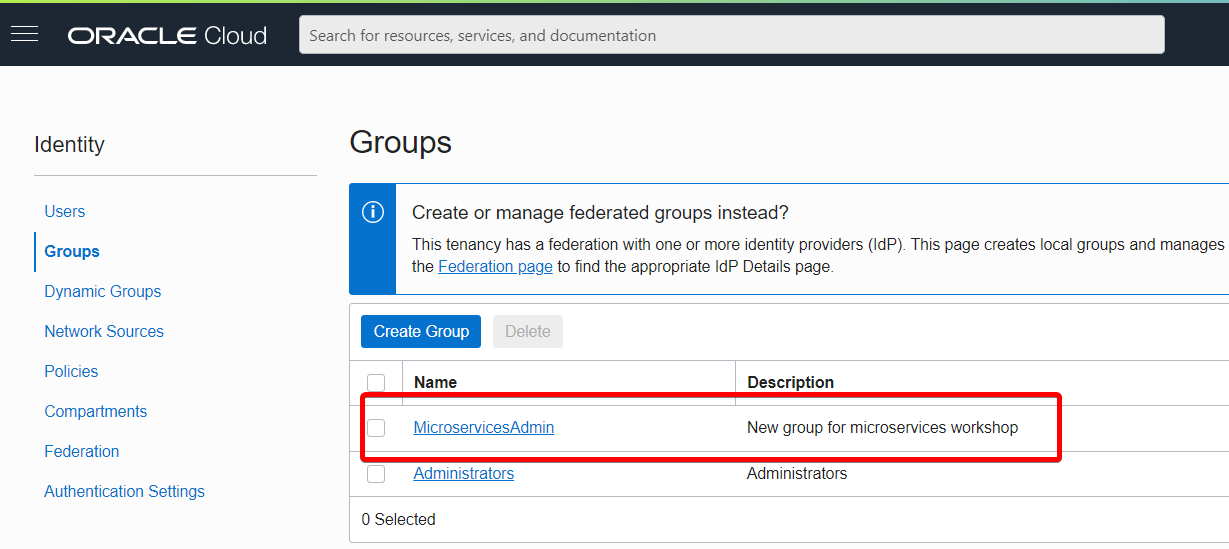 ORACLE Cloud
Search for resources, services, and documentation
Identity
Users
Groups
Dynamic Groups
Network Sources
Policies
Compartments
Federation
Authentication Settings
Groups
Create or manage federated groups instead?
This tenancy has a federation with one or more identity providers (IdP). This page creates local groups and manages
the Federation page to find the appropriate IdP Details page.
Create Group Delete
Name Description
MicroservicesAdmin New group for microservices workshop
Administrators Administrators
0 Selected